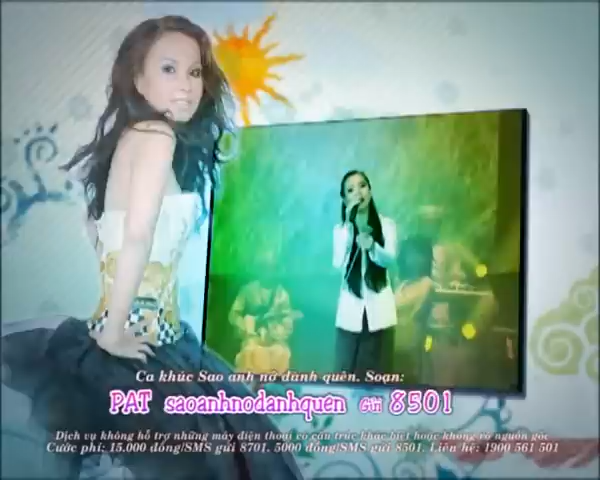 Ca khúc Sao anh nỡ đành quên. Soạn:
PAT saoanhnodanhquen Gửi 8501
Dịch vụ không hỗ trợ những máy điện thoại có cấu trúc khác biệt hoặc không rõ nguồn gốc
Cước phí: 15.000 đồng/SMS gửi 8701, 5000 đồng/SMS gửi 8501. Liên hệ: 1900 561 501